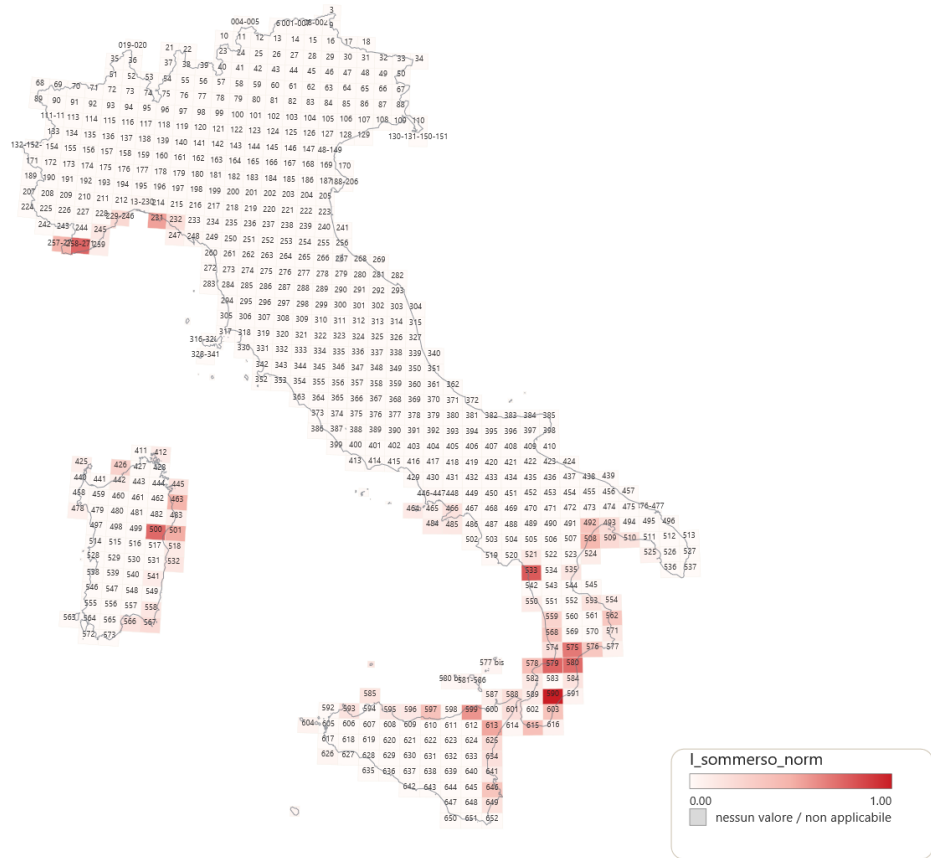 3
004-005
9
10 11 12 13 14 15 16 17 18
019-020
21 22
23 24 25 26 27 28 29 30 31 32 33 34
35 36 37 38 39 40 41 42 43 44 45 46 47 48 49 50
51 52 53 54 55 56 57 58 59 60 61 62 63 64 65 66 67
68 69 70 71 72 73 74 75 76 77 78 79 80 81 82 83 84 85 86 87 88
89 90 91 92 93 94 95 96 97 98 99 100 101 102 103 104 105 106 107 108 109 110
111-11 113 114 115 116 117 118 119 120 121 122 123 124 125 126 127 128 129
130-131-150-151
132-152- 133 134 135 136 137 138 139 140 141 142 143 144 145 146 147 48-149
154 155 156 157 158 159 160 161 162 163 164 165 166 167 168 169 170
171 172 173 174 175 176 177 178 179 180 181 182 183 184 185 186 187 188-206
189 190 191 192 193 194 195 196 197 198 199 200 201 202 203 204 205
207 208 209 210 211 212 13-230 214 215 216 217 218 219 220 221 222 223
224 225 226 227 228 229-246 231 232 233 234 235 236 237 238 239 240 241
242 243 244 245 247 248 249 250 251 252 253 254 255 256
259 260 261 262 263 264 265 266 267 268 269
272 273 274 275 276 277 278 279 280 281 282
283 284 285 286 287 288 289 290 291 292 293
294 295 296 297 298 299 300 301 302 303 304
305 306 307 308 309 310 311 312 313 314 315
317 318 319 320 321 322 323 324 325 326 327
328-341 330 331 332 333 334 335 336 337 338 339 340
342 343 344 345 346 347 348 349 350 351
352 353 354 355 356 357 358 359 360 361 362
363 364 365 366 367 368 369 370 371 372
373 374 375 376 377 378 379 380 381 382 383 384 385
386 387 388 389 390 391 392 393 394 395 396 397 398
399 400 401 402 403 404 405 406 407 408 409 410
411 412 413 414 415 416 417 418 419 420 421 422 423 424
425 426 427 428 429 430 431 432 433 434 435 436 437 438 439
440 441 442 443 444 445 446-447 448 449 450 451 452 453 454 455 456 457
458 459 460 461 462 463 464 465 466 467 468 469 470 471 472 473 474 475
478 479 480 481 482 483 484 485 486 487 488 489 490 491 492 493 494 495 496
497 498 499 500 501 502 503 504 505 506 507 508 509 510 511 512 513
514 515 516 517 518 519 520 521 522 523 524 525 526 527
528 529 530 531 532 533 534 535 536 537
538 539 540 541 542 543 544 545
546 547 548 549 550 551 552 553 554
555 556 557 558 559 560 561 562
563 564 565 566 567 568 569 570 571
572 573 574 575 576 577
577 bis 578 579 580
581-586 582 583 584
585 587 588 589 590 591
592 593 594 595 596 597 598 599 600 601 602 603
604 605 606 607 608 609 610 611 612 613 614 615 616
617 618 619 620 621 622 623 624 625
626 627 628 629 630 631 632 633 634
635 636 637 638 639 640 641
642 643 644 645 646
647 648 649
650 651 652
I_sommerso_norm
0.00 1.00
nessun valore / non applicabile